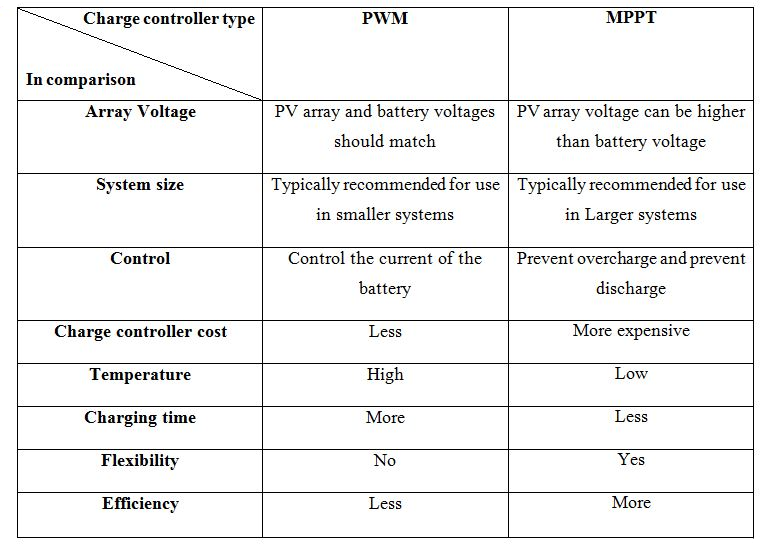 Charge controller type
In comparison
PWM
MPPT
Array Voltage
PV array and battery voltages
should match
PV array voltage can be higher
than battery voltage
System size
Typically recommended for use
in smaller systems
Typically recommended for use
in Larger systems
Control
Control the current of the
battery
Prevent overcharge and prevent
discharge
Charge controller cost
Less
More expensive
Temperature
High
Low
Charging time
More
Less
Flexibility
No
Yes
Efficiency
Less
More